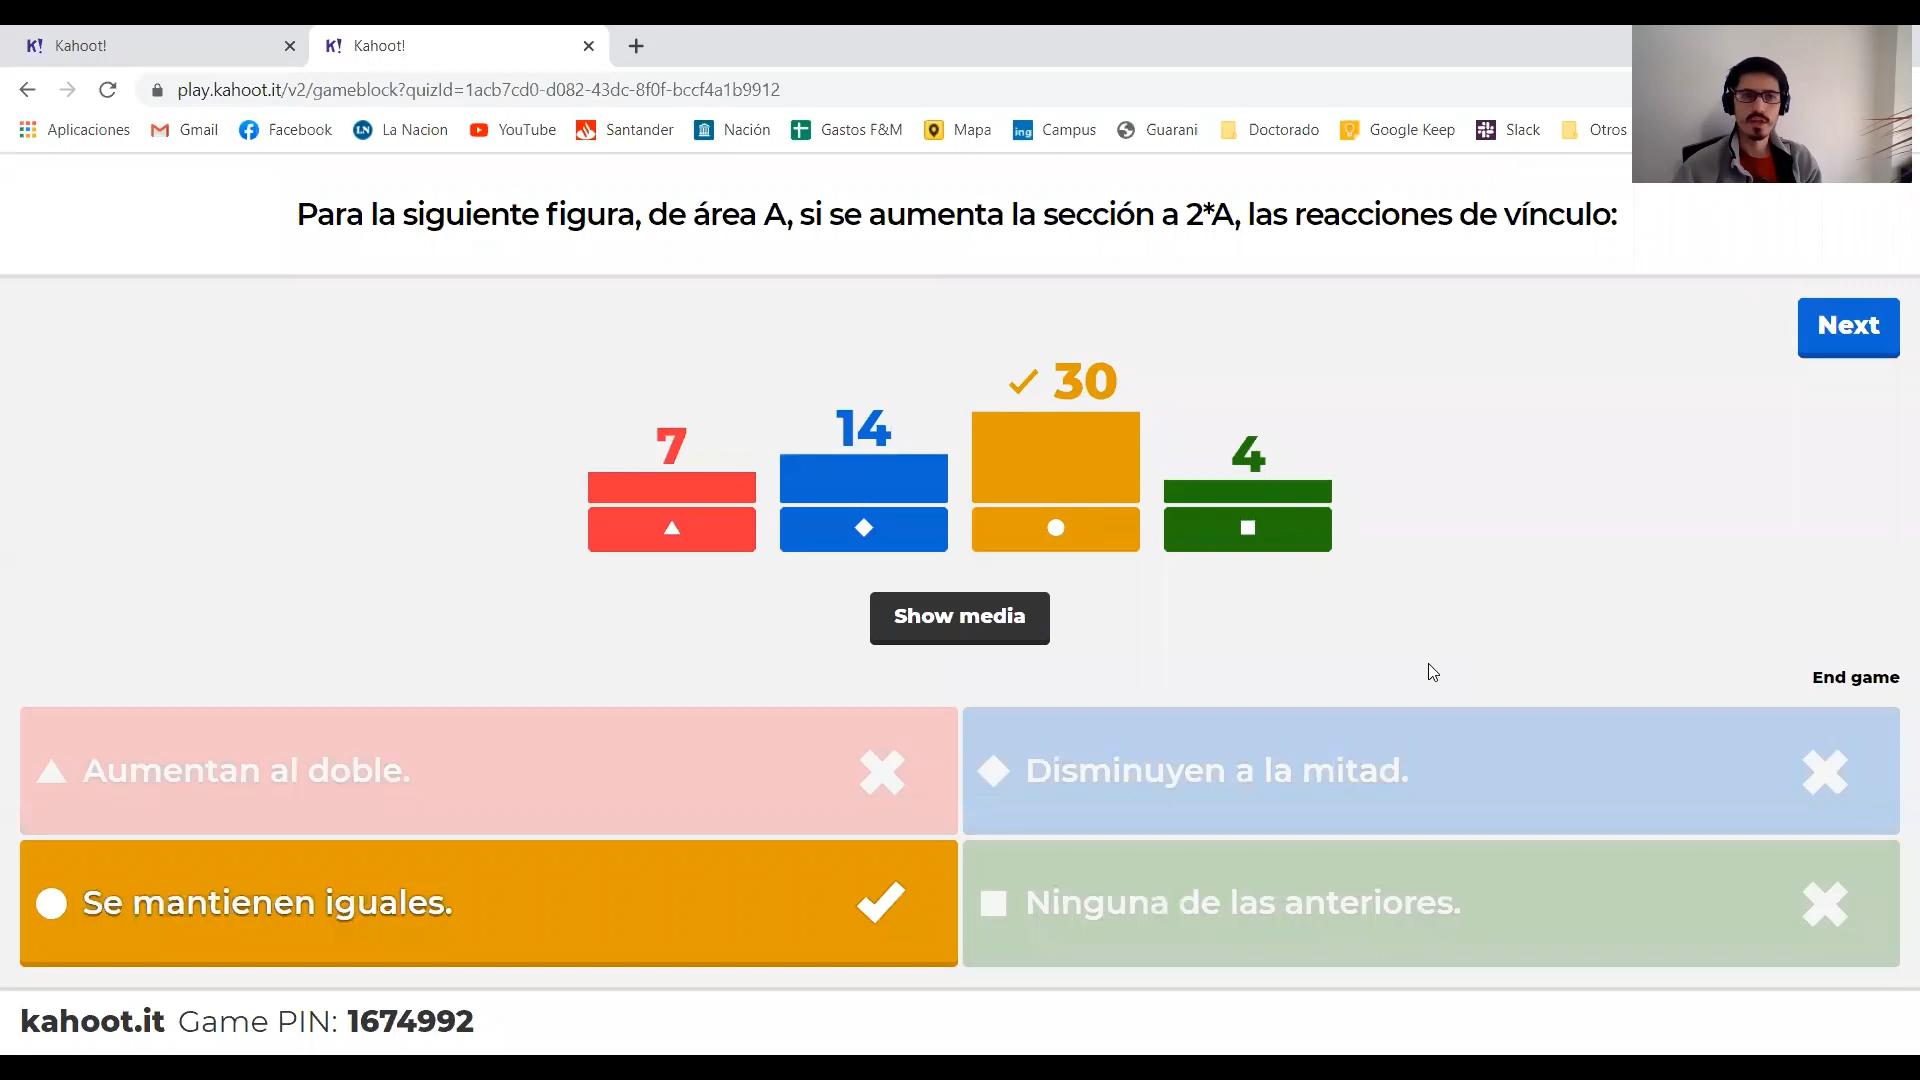 K! Kahoot!
K! Kahoot!
play.kahoot.it/v2/gameblock?quizId=1acb7cd0-d082-43dc-8f0f-bccf4a1b9912
Aplicaciones Gmail Facebook LN La Nacion YouTube Santander Nación Gastos F&M Mapa ing Campus Guarani Doctorado Google Keep Slack Otros
Para la siguiente figura, de área A, si se aumenta la sección a 2*A, las reacciones de vínculo:
Next
7 14 30 4
Show media
End game
Aumentan al doble.
Disminuyen a la mitad.
Se mantienen iguales.
Ninguna de las anteriores.
kahoot.it Game PIN: 1674992